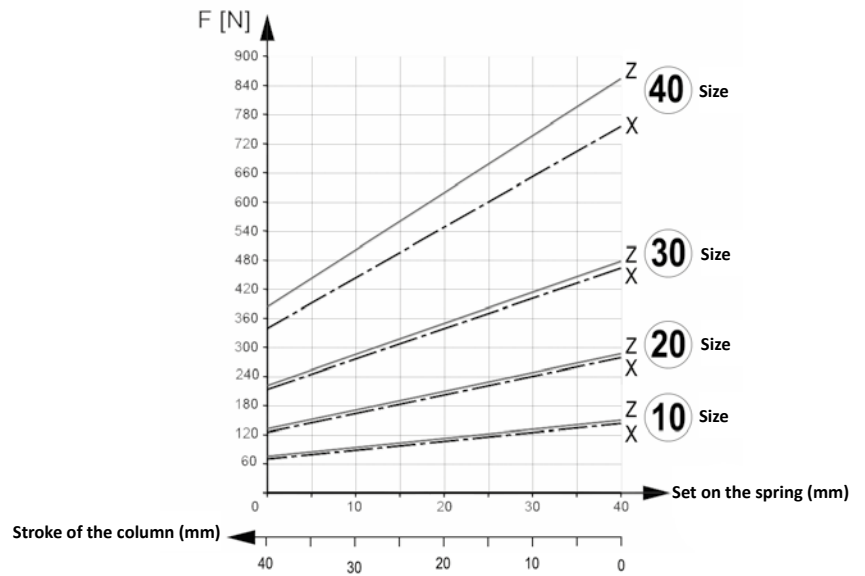 F [N]
900
840
780
720
660
600
540
480
420
360
300
240
180
120
60
Z
40 Size
X
Z
30 Size
X
Z
20 Size
X
Z
10 Size
X
0 10 20 30 40
Set on the spring (mm)
Stroke of the column (mm)
40 30 20 10 0